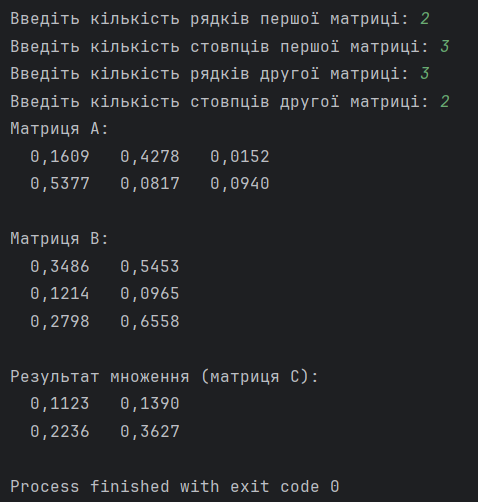 Введіть кількість рядків першої матриці: 2
Введіть кількість стовпців першої матриці: 3
Введіть кількість рядків другої матриці: 3
Введіть кількість стовпців другої матриці: 2
Матриця A:
0,1609 0,4278 0,0152
0,5377 0,0817 0,0940
Матриця B:
0,3486 0,5453
0,1214 0,0965
0,2798 0,6558
Результат множення (матриця C):
0,1123 0,1390
0,2236 0,3627
Process finished with exit code 0